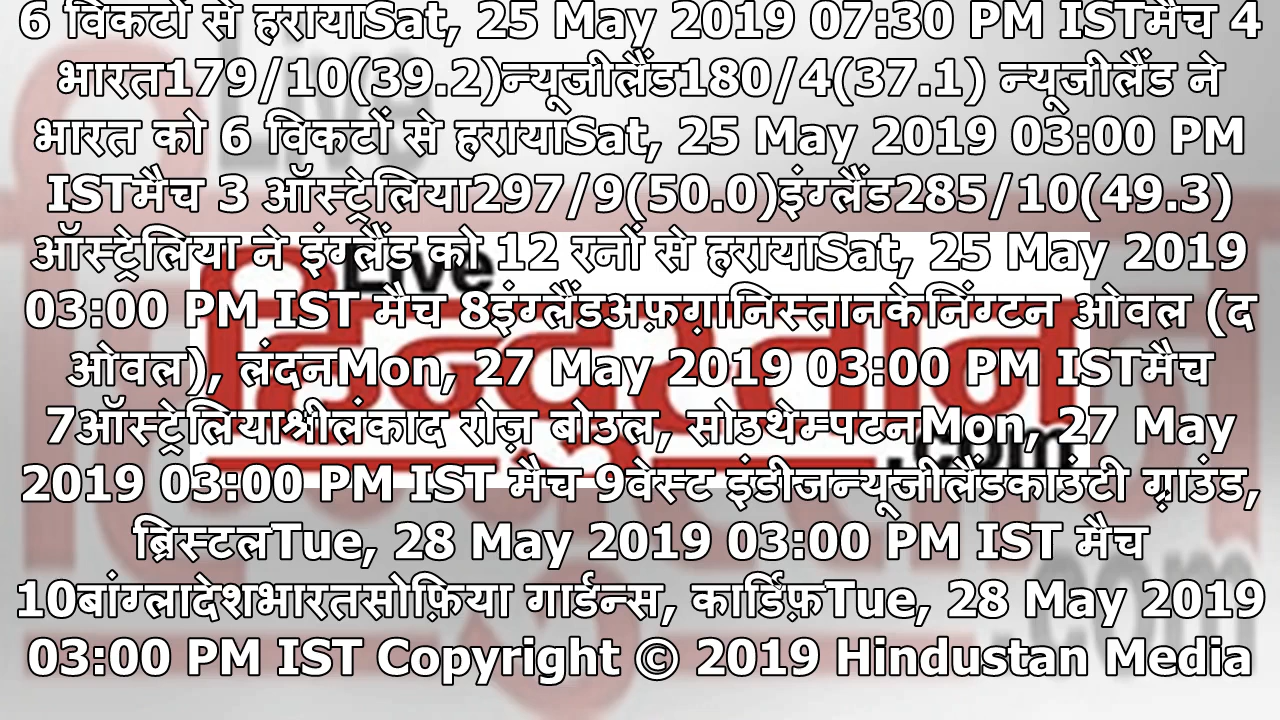 6 विकटों से हरायाSat, 25 May 2019 07:30 PM ISTमैच 4
भारत179/10(39.2)न्यूजीलैंड180/4(37.1) न्यूजीलैंड ने
भारत को 6 विकटों से हरायाSat, 25 May 2019 03:00 PM
ISTमैच 3 ऑस्ट्रेलिया297/9(50.0)इंग्लैंड285/10(49.3)
ऑस्ट्रेलिया ने इंग्लैंड को 12 रनों से हरायाSat, 25 May 2019
03:00 PM IST मैच 8इंग्लैंडअफ़ग़ानिस्तानकेनिंग्टन ओवल (द
ओवल), लंदनMon, 27 May 2019 03:00 PM ISTमैच
7ऑस्ट्रेलियाश्रीलंकाद रोज़ बोउल, सोउथेम्पटनMon, 27 May
2019 03:00 PM IST मैच 9वेस्ट इंडीजन्यूजीलैंडकाउंटी ग़्राउंड,
ब्रिस्टलTue, 28 May 2019 03:00 PM IST मैच
10बांग्लादेशभारतसोफ़िया गार्डन्स, कार्डिफ़Tue, 28 May 2019
03:00 PM IST Copyright © 2019 Hindustan Media
Live
हिन्दुस्तान
.com